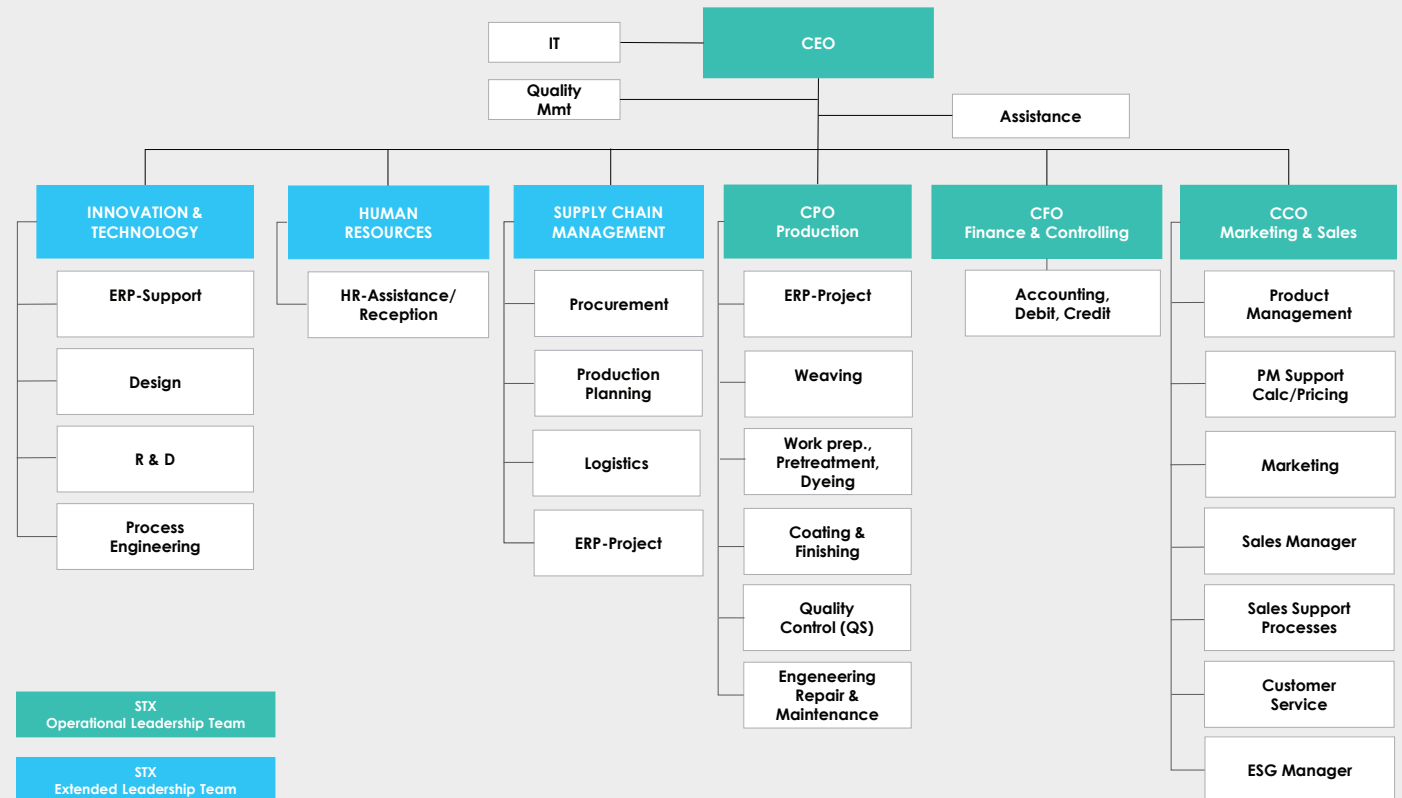 IT
CEO
Quality
Mmt
Assistance
INNOVATION &
TECHNOLOGY
HUMAN
RESOURCES
SUPPLY CHAIN
MANAGEMENT
CPO
Production
CFO
Finance & Controlling
CCO
Marketing & Sales
ERP-Support
Design
R & D
Process
Engineering
HR-Assistance/
Reception
Procurement
Production
Planning
Logistics
ERP-Project
ERP-Project
Weaving
Work prep.,
Pretreatment,
Dyeing
Coating &
Finishing
Quality
Control (QS)
Engeneering
Repair &
Maintenance
Accounting,
Debit, Credit
Product
Management
PM Support
Calc/Pricing
Marketing
Sales Manager
Sales Support
Processes
Customer
Service
ESG Manager
STX
Operational Leadership Team
STX
Extended Leadership Team